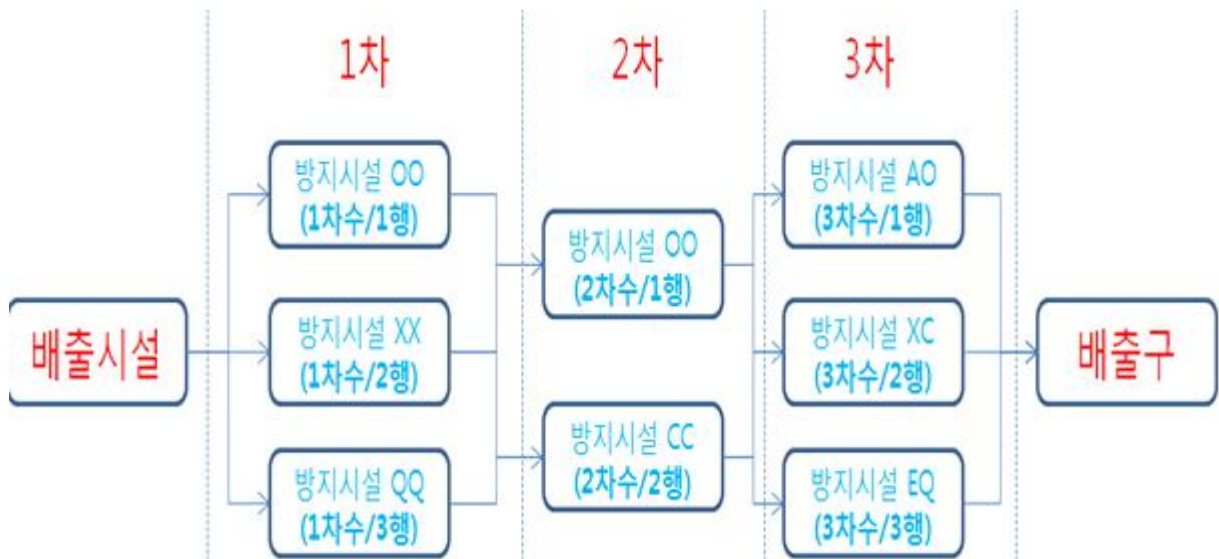 1차
2차
3차
배출시설
방지시설 OO
(1차수/1행)
방지시설 XX
(1차수/2행)
방지시설 QQ
(1차수/3행)
방지시설 OO
(2차수/1행)
방지시설 CC
(2차수/2행)
방지시설 AO
(3차수/1행)
방지시설 XC
(3차수/2행)
방지시설 EQ
(3차수/3행)
배출구